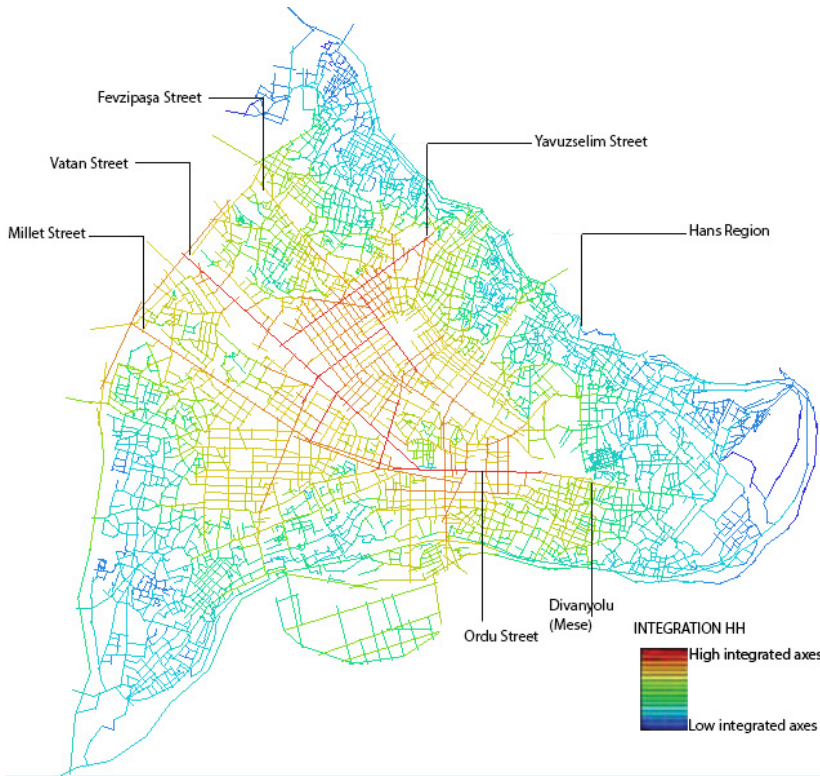 Fevzipaşa Street
Yavuzselim Street
Vatan Street
Millet Street
Hans Region
Divanyolu
(Mese)
Ordu Street
INTEGRATION HH
High integrated axes
Low integrated axes